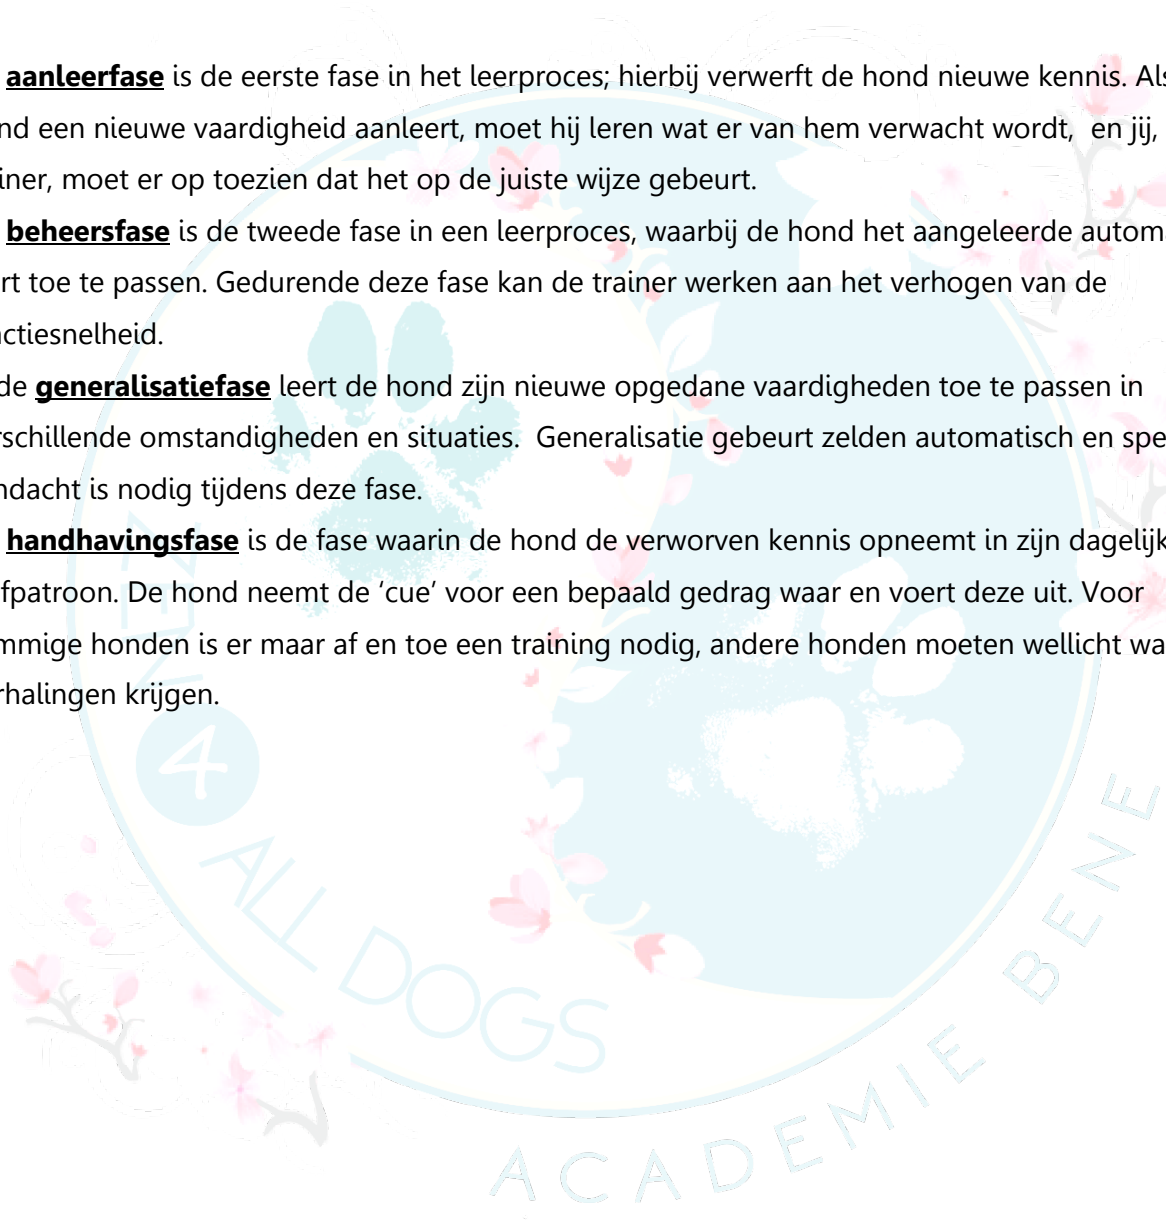 aanleerfase is de eerste fase in het leerproces; hierbij verwerft de hond nieuwe kennis. Als
nd een nieuwe vaardigheid aanleert, moet hij leren wat er van hem verwacht wordt, en jij,
iner, moet er op toezien dat het op de juiste wijze gebeurt.
beheersfase is de tweede fase in een leerproces, waarbij de hond het aangeleerde automa
rt toe te passen. Gedurende deze fase kan de trainer werken aan het verhogen van de
ctiesnelheid.
de generalisatiefase leert de hond zijn nieuwe opgedane vaardigheden toe te passen in
rschillende omstandigheden en situaties. Generalisatie gebeurt zelden automatisch en spe
ndacht is nodig tijdens deze fase.
handhavingsfase is de fase waarin de hond de verworven kennis opneemt in zijn dagelijk
fpatroon. De hond neemt de ‘cue’ voor een bepaald gedrag waar en voert deze uit. Voor
mmige honden is er maar af en toe een training nodig, andere honden moeten wellicht wa
rhalingen krijgen.
4
ALL DOGS
ACADEMIE BENE